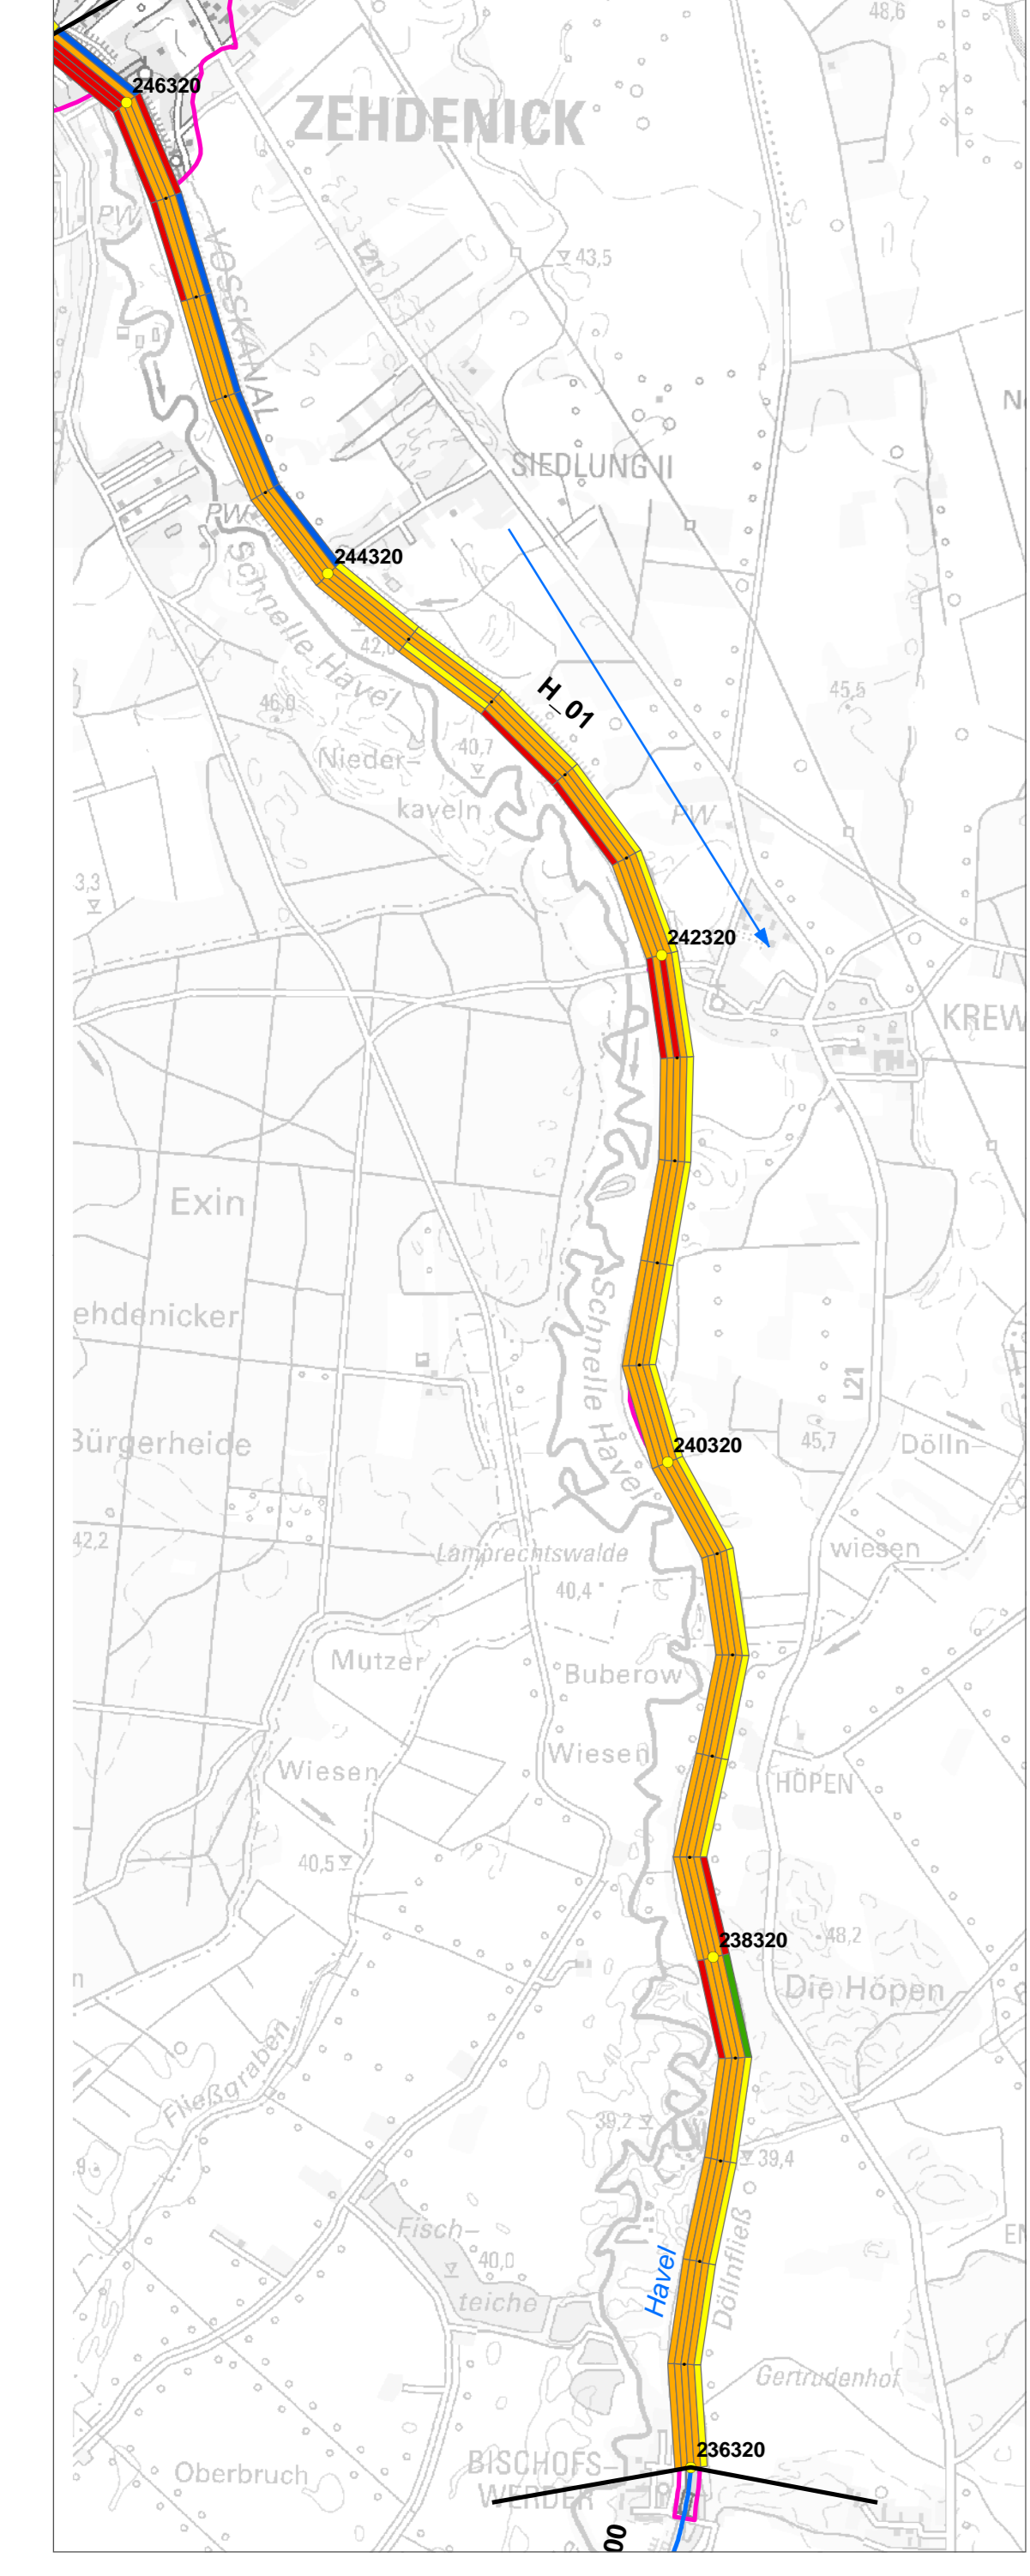 48,6
246320
ZEHDENICK
PW
VOSSKANAL
L21
43,5
SIEDLUNG II
PW
244320
Schnelle Havel
46,0
H_01
45,5
40,7
Nieder-
kaveln
PW
3,3
242320
KREW
Exin
ehdenicker
Schnelle Havel
L21
Bürgerheide
240320
45,7
Dölln-
42,2
Lamprechtswalde
wiesen
40,4
Mutzer
Buberow
Wiesen
Wiesen
HÖPEN
40,5
238320
48,2
n
Die Höpen
Fließgraben
39,2
39,4
Fisch-
40,0
Havel
Döllnfließ
teiche
Gertrudenhof
236320
BISCHOFS-
WERDER
Oberbruch
00